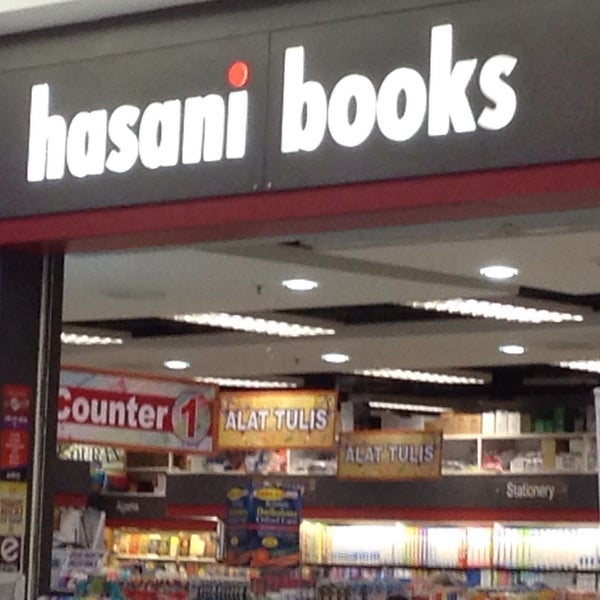 hasani books
Counter 1
ALAT TULIS
ALAT TULIS
Stationery